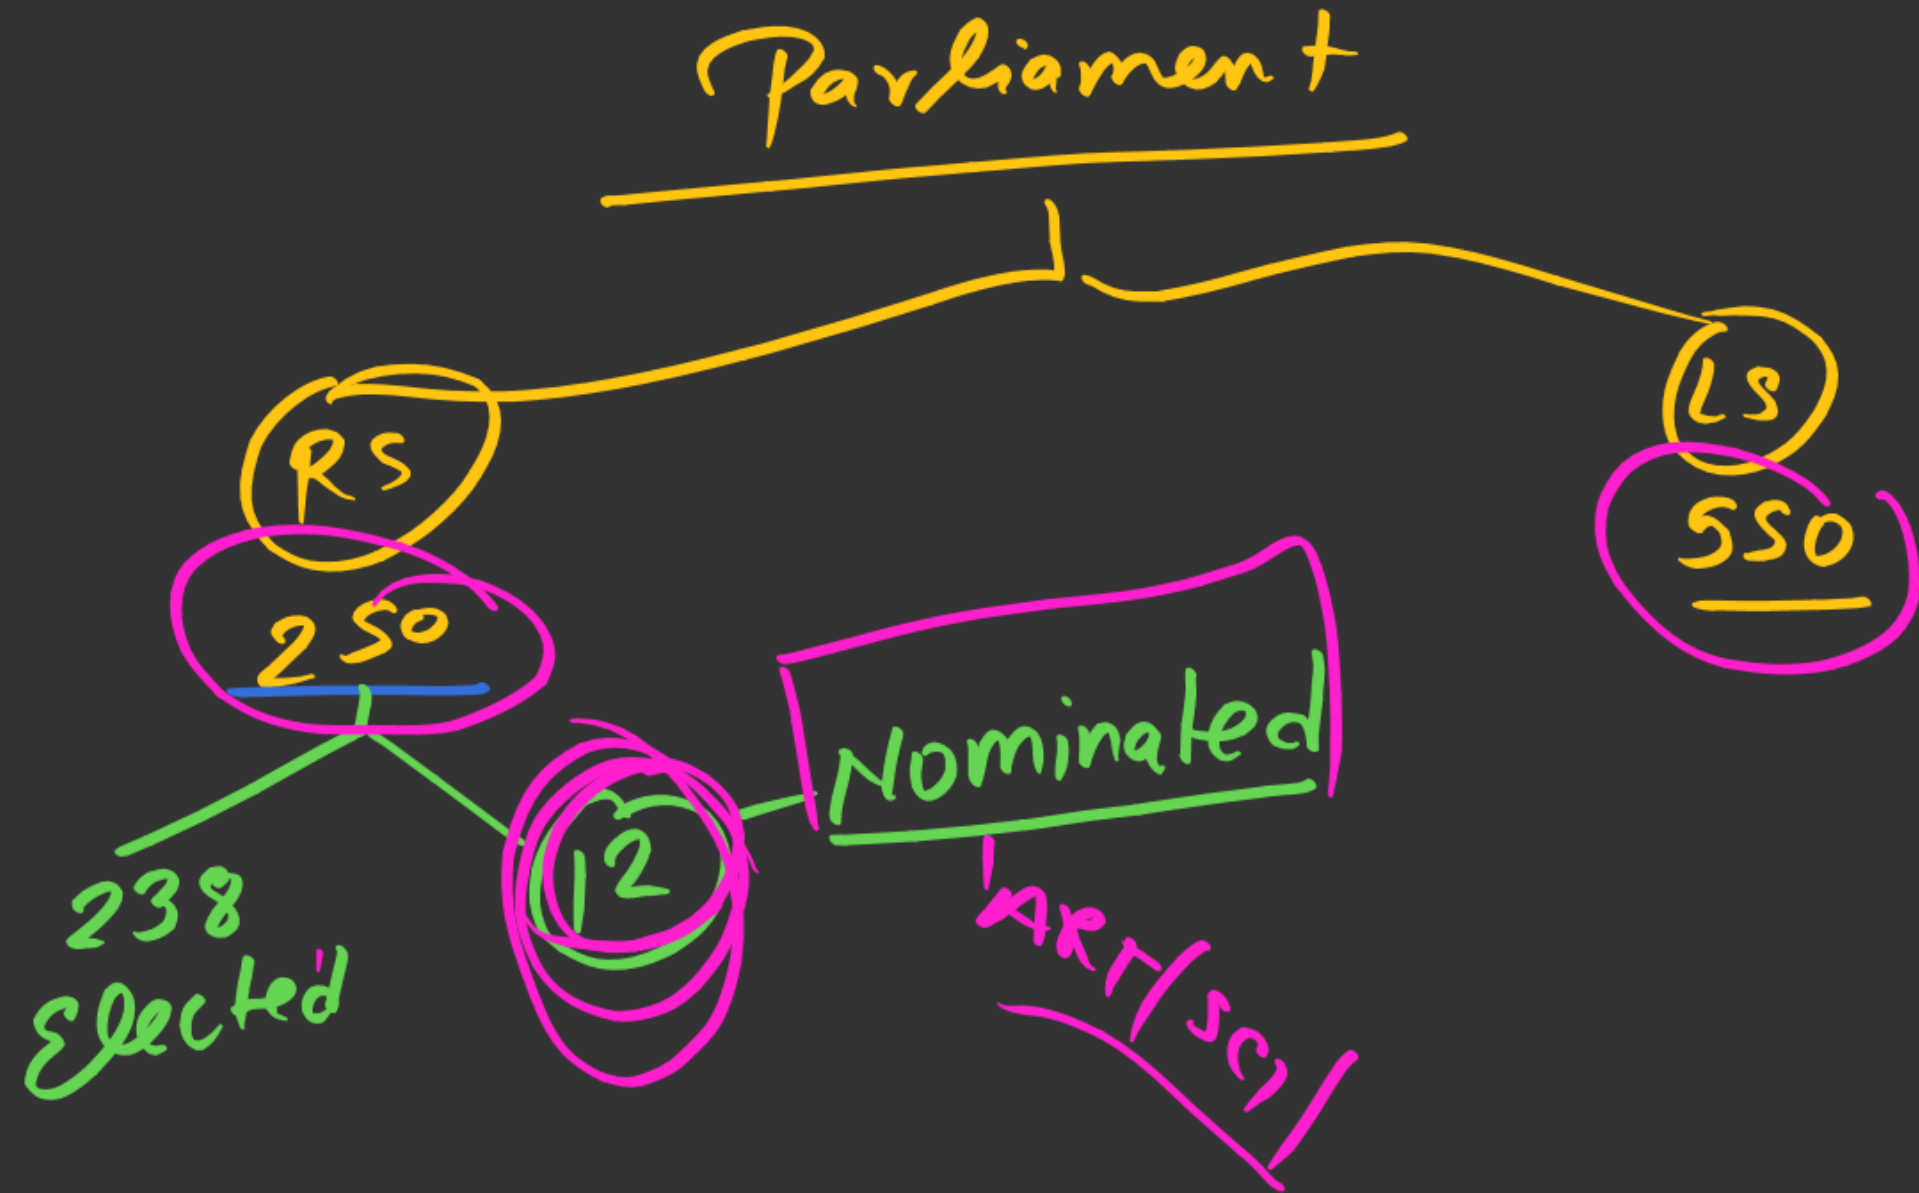 Parliament
RS
LS
250
550
12
Nominated
238
Elected
ART/SCI/